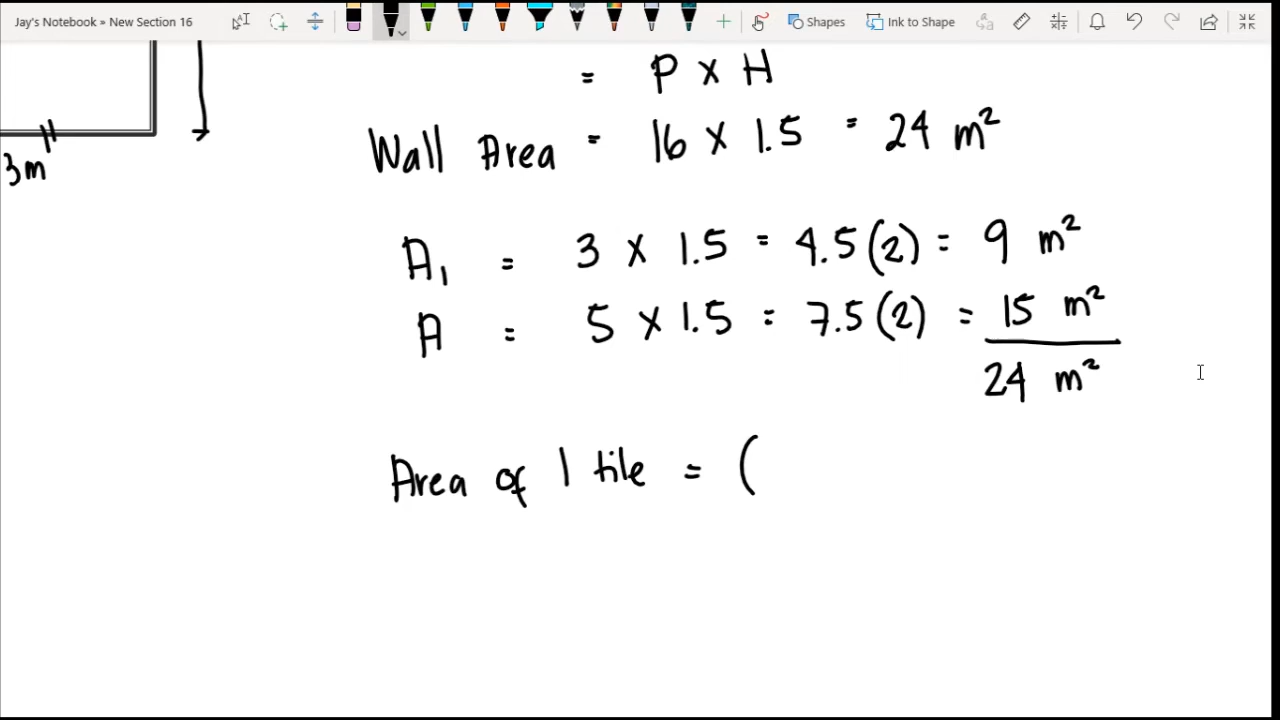 Jay's Notebook » New Section 16
Shapes
Ink to Shape
= P x H
Wall Area = 16 x 1.5 = 24 m²
3m
A₁ = 3 x 1.5 = 4.5 (2) = 9 m²
A = 5 x 1.5 = 7.5 (2) = 15 m²
24 m²
Area of 1 tile = (